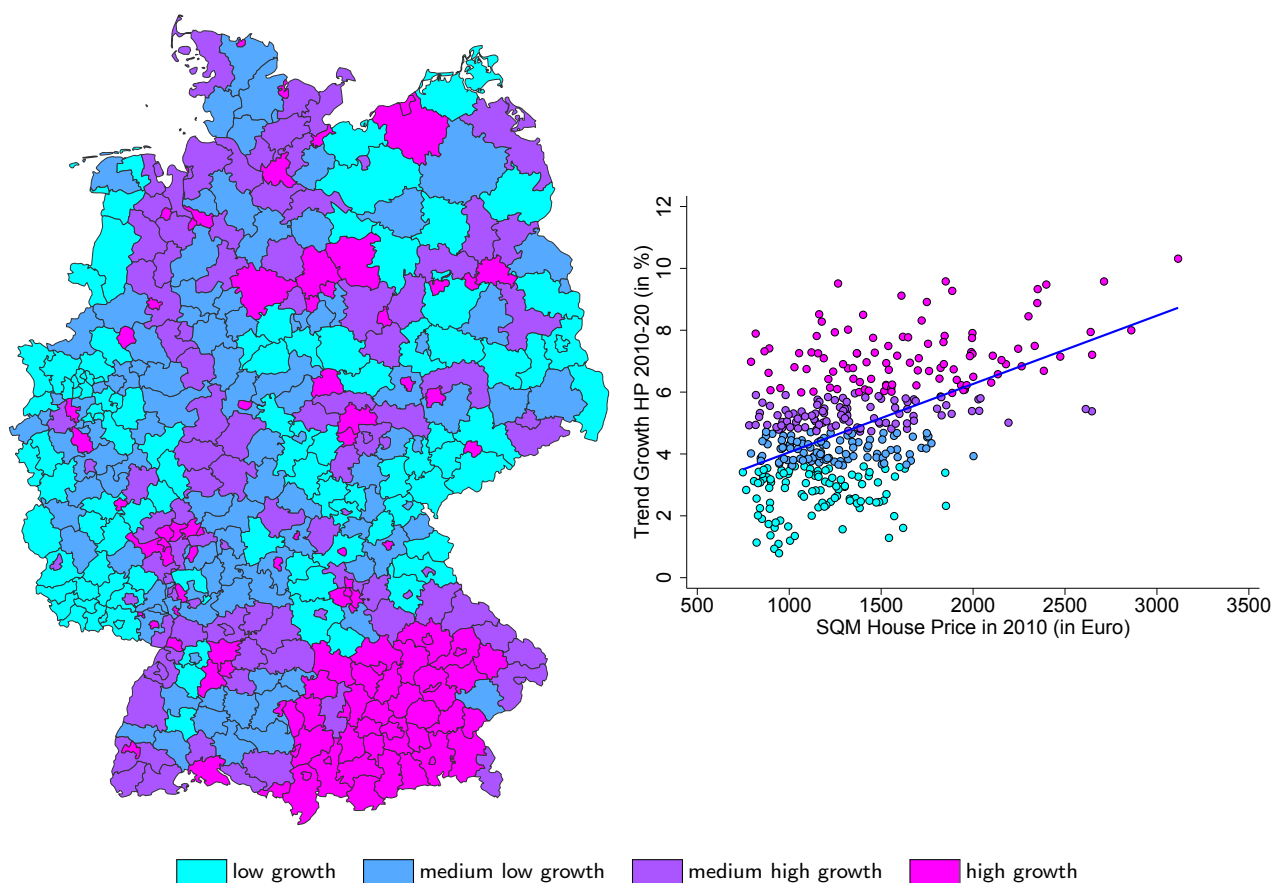 Trend Growth HP 2010-20 (in %)
12
10
8
6
4
2
0
500 1000 1500 2000 2500 3000 3500
SQM House Price in 2010 (in Euro)
low growth medium low growth medium high growth high growth